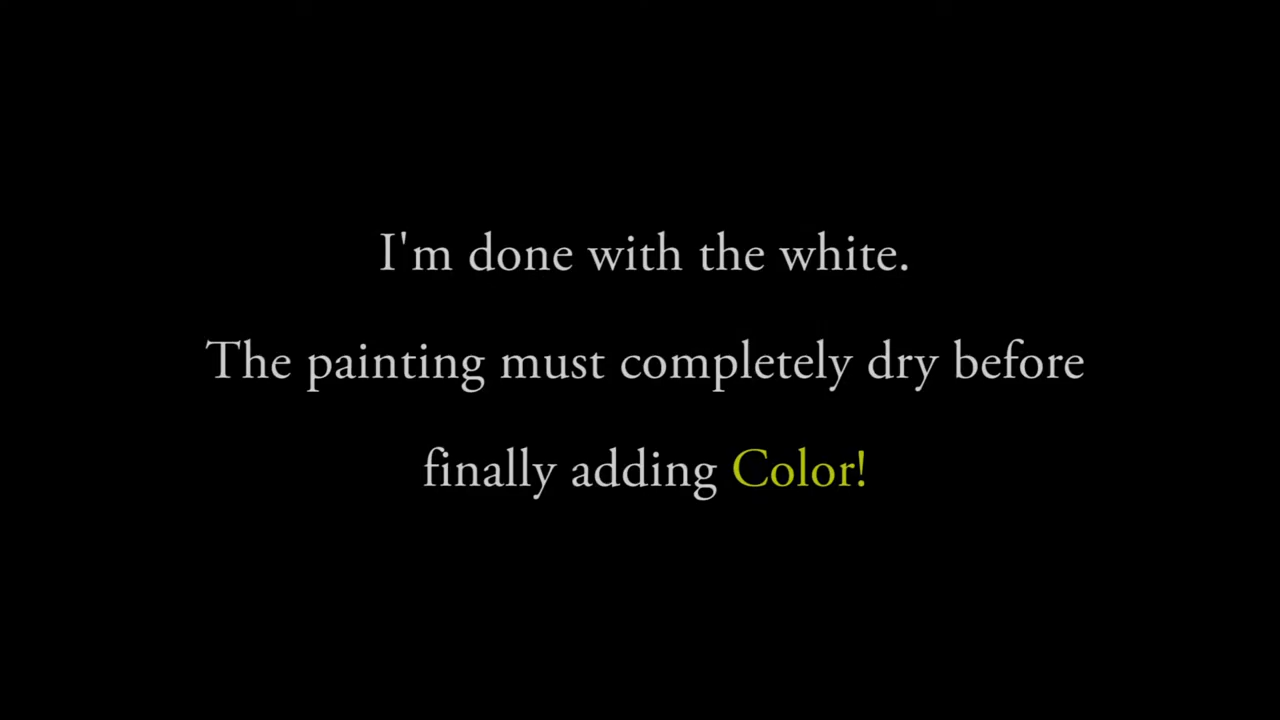 I'm done with the white.
The painting must completely dry before
finally adding Color!